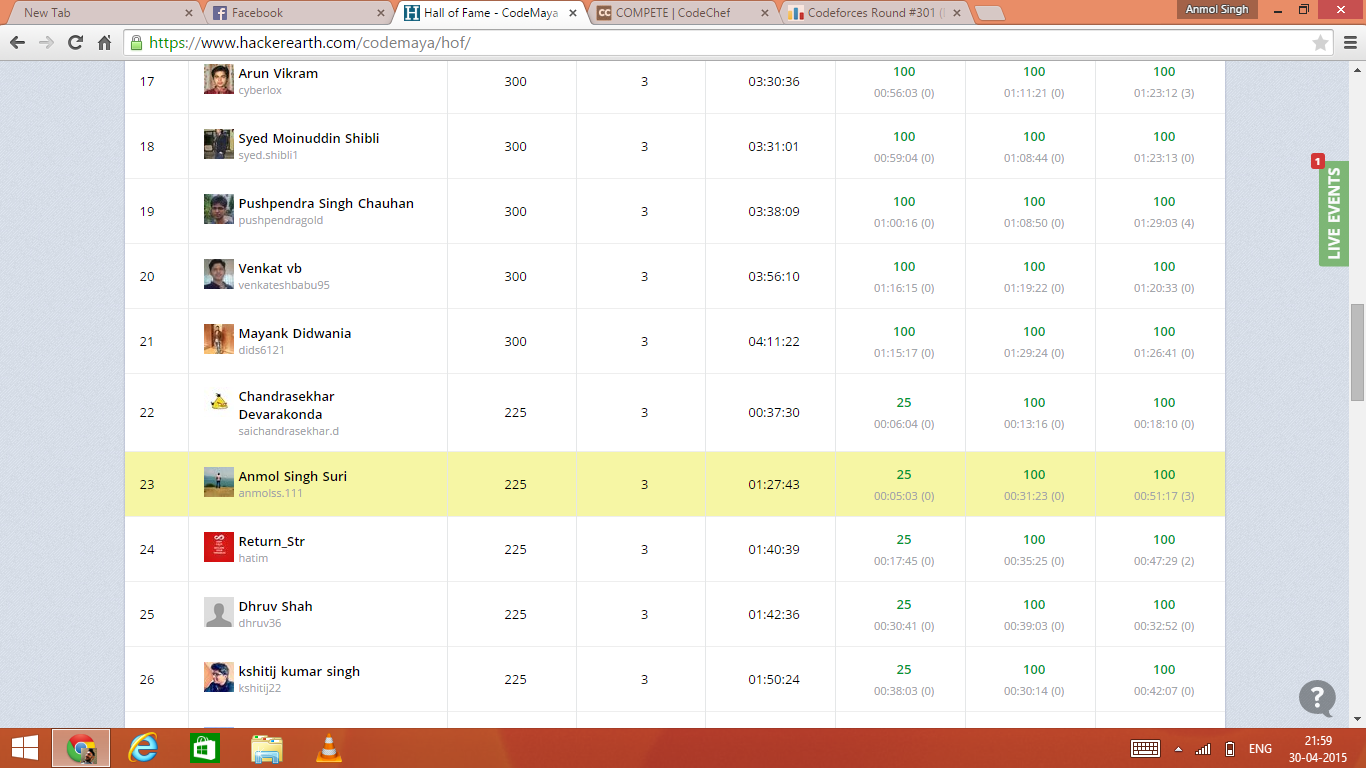 New Tab
Facebook
Hall of Fame - CodeMaya
COMPETE | CodeChef
Codeforces Round #301 (
Anmol Singh
https://www.hackerearth.com/codemaya/hof/
17 Arun Vikram 300 3 03:30:36 100 100 100
cyberlox 00:56:03 (0) 01:11:21 (0) 01:23:12 (3)
18 Syed Moinuddin Shibli 300 3 03:31:01 100 100 100
syed.shibli1 00:59:04 (0) 01:08:44 (0) 01:23:13 (0)
19 Pushpendra Singh Chauhan 300 3 03:38:09 100 100 100
pushpendragold 01:00:16 (0) 01:08:50 (0) 01:29:03 (4)
20 Venkat vb 300 3 03:56:10 100 100 100
venkateshbabu95 01:16:15 (0) 01:19:22 (0) 01:20:33 (0)
21 Mayank Didwania 300 3 04:11:22 100 100 100
dids6121 01:15:17 (0) 01:29:24 (0) 01:26:41 (0)
22 Chandrasekhar Devarakonda 225 3 00:37:30 25 100 100
saichandrasekhar.d 00:06:04 (0) 00:13:16 (0) 00:18:10 (0)
23 Anmol Singh Suri 225 3 01:27:43 25 100 100
anmolss.111 00:05:03 (0) 00:31:23 (0) 00:51:17 (3)
24 Return_Str 225 3 01:40:39 25 100 100
hatim 00:17:45 (0) 00:35:25 (0) 00:47:29 (2)
25 Dhruv Shah 225 3 01:42:36 25 100 100
dhruv36 00:30:41 (0) 00:39:03 (0) 00:32:52 (0)
26 kshitij kumar singh 225 3 01:50:24 25 100 100
kshitij22 00:38:03 (0) 00:30:14 (0) 00:42:07 (0)
1
LIVE EVENTS
?
ENG
21:59
30-04-2015